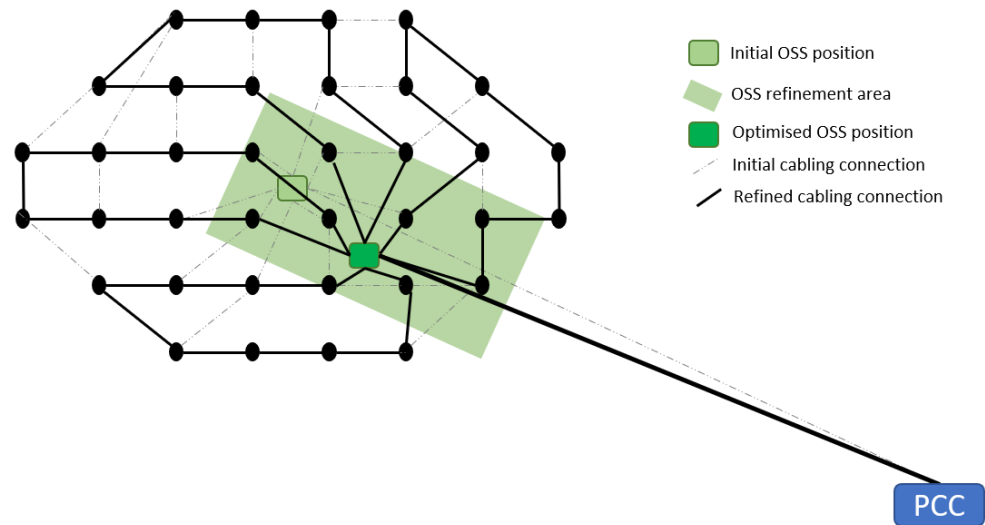 Initial OSS position
OSS refinement area
Optimised OSS position
Initial cabling connection
Refined cabling connection
PCC